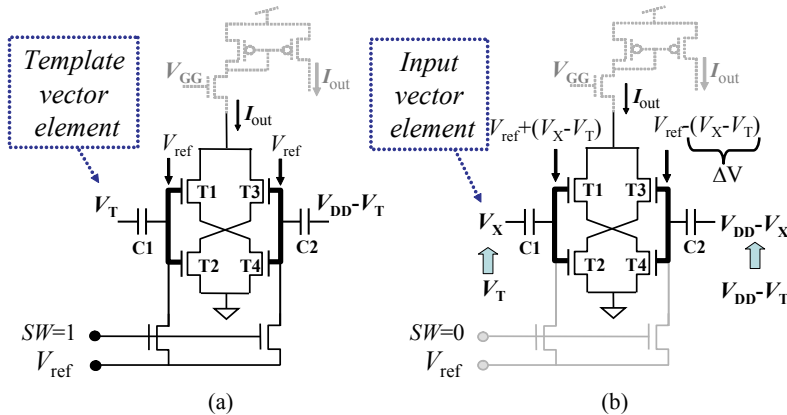 Template
vector
element
V_GG
I_out
I_out
V_ref
V_ref
T1
T3
V_T
C1
V_DD-V_T
C2
T2
T4
SW=1
V_ref
(a)
Input
vector
element
V_GG
I_out
I_out
V_ref+(V_X-V_T)
V_ref-(V_X-V_T)
ΔV
T1
T3
V_X
C1
V_DD-V_X
C2
T2
T4
V_T
V_DD-V_T
SW=0
V_ref
(b)